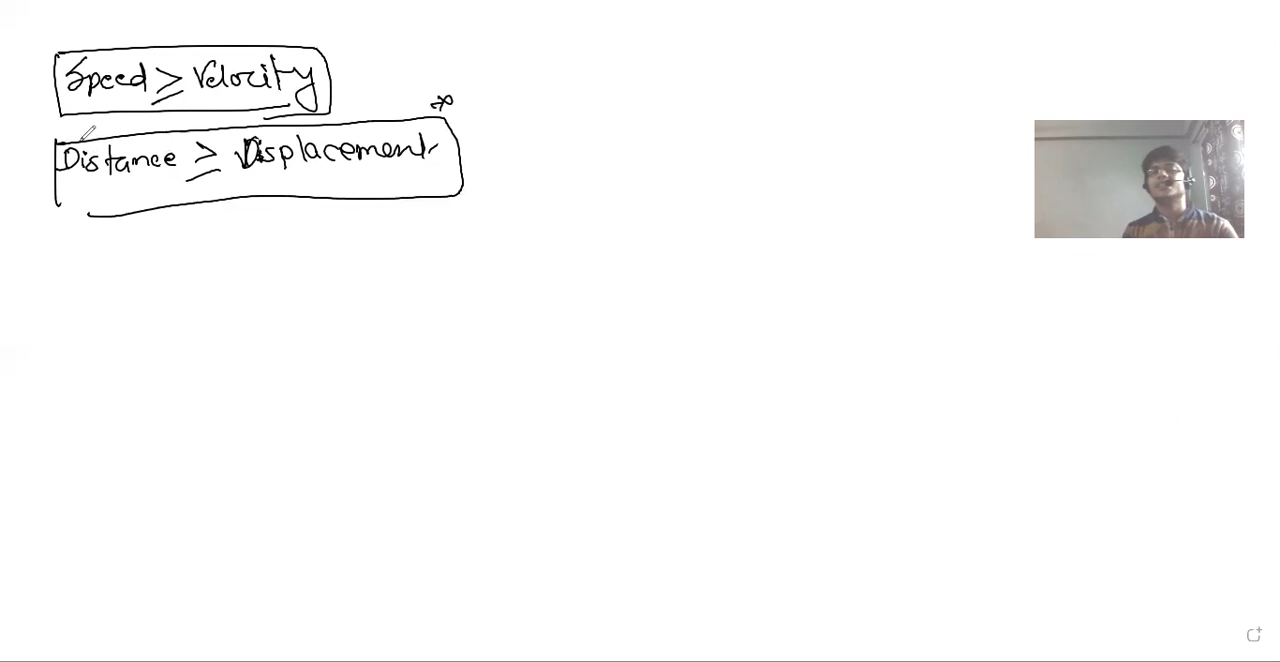 Speed ≥ Velocity
Distance ≥ Displacement